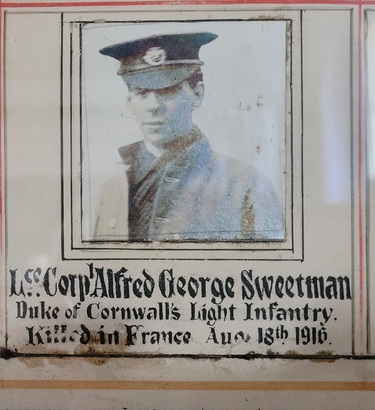 Lce Corpl Alfred George Sweetman
Duke of Cornwall's Light Infantry.
Killed in France Aug. 18th 1916.